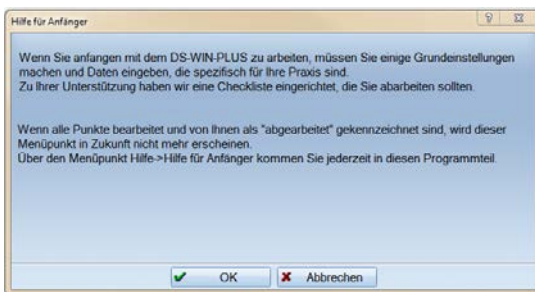 Hilfe für Anfänger
Wenn Sie anfangen mit dem DS-WIN-PLUS zu arbeiten, müssen Sie einige Grundeinstellungen
machen und Daten eingeben, die spezifisch für Ihre Praxis sind.
Zu Ihrer Unterstützung haben wir eine Checkliste eingerichtet, die Sie abarbeiten sollten.
Wenn alle Punkte bearbeitet und von Ihnen als "abgearbeitet" gekennzeichnet sind, wird dieser
Menüpunkt in Zukunft nicht mehr erscheinen.
Über den Menüpunkt Hilfe->Hilfe für Anfänger kommen Sie jederzeit in diesen Programmteil.
OK Abbrechen